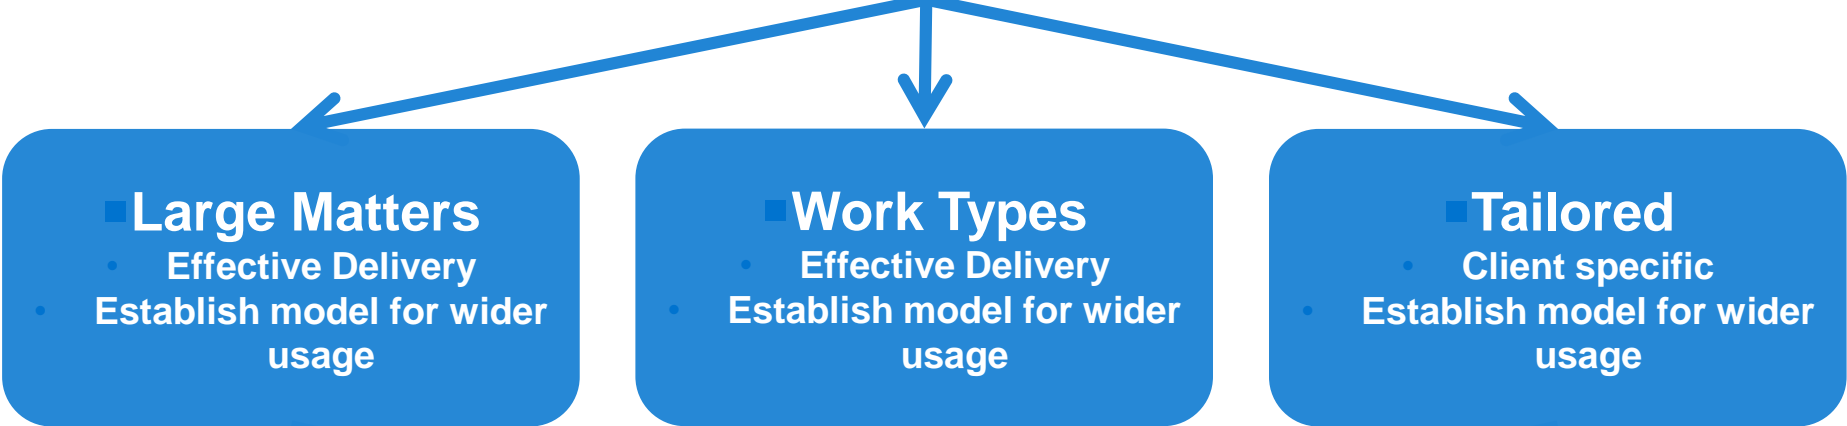 Large Matters
• Effective Delivery
• Establish model for wider
usage
Work Types
• Effective Delivery
• Establish model for wider
usage
Tailored
• Client specific
• Establish model for wider
usage